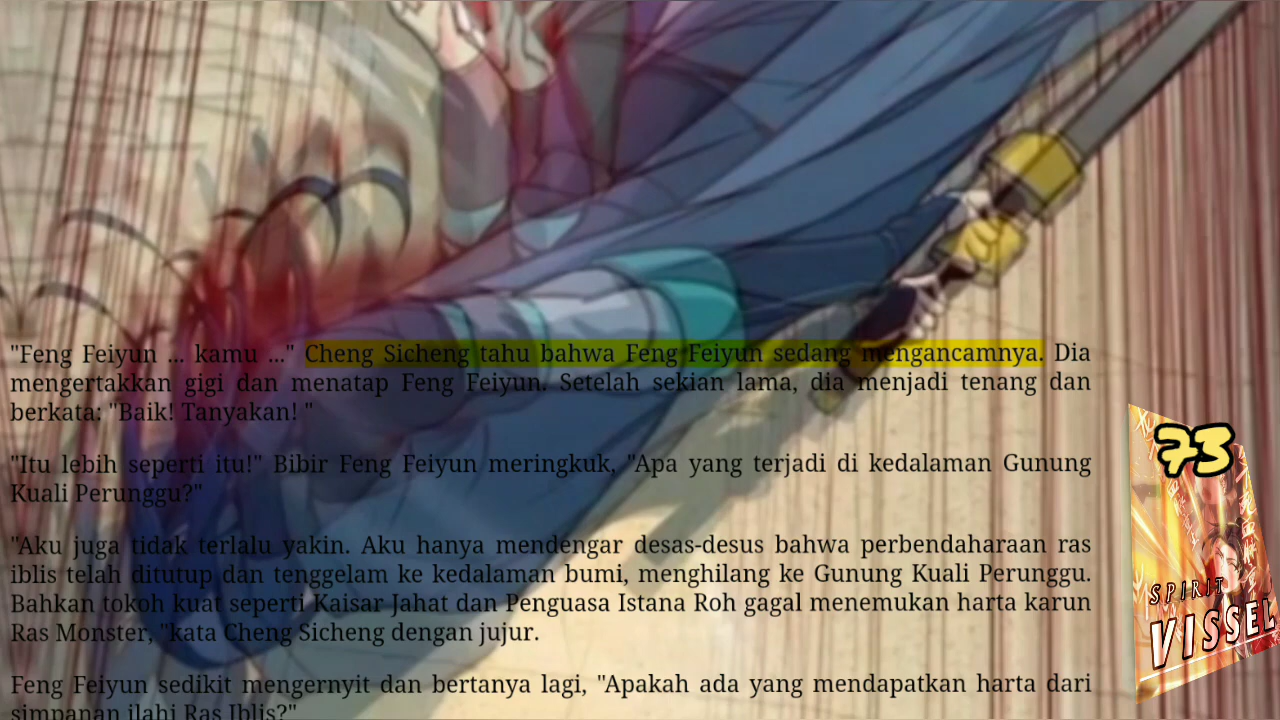 "Feng Feiyun ... kamu ..." Cheng Sicheng tahu bahwa Feng Feiyun sedang mengancamnya. Dia
mengertakkan gigi dan menatap Feng Feiyun. Setelah sekian lama, dia menjadi tenang dan
berkata: "Baik! Tanyakan! "
"Itu lebih seperti itu!" Bibir Feng Feiyun meringkuk, "Apa yang terjadi di kedalaman Gunung
Kuali Perunggu?"
"Aku juga tidak terlalu yakin. Aku hanya mendengar desas-desus bahwa perbendaharaan ras
iblis telah ditutup dan tenggelam ke kedalaman bumi, menghilang ke Gunung Kuali Perunggu.
Bahkan tokoh kuat seperti Kaisar Jahat dan Penguasa Istana Roh gagal menemukan harta karun
Ras Monster, "kata Cheng Sicheng dengan jujur.
Feng Feiyun sedikit mengernyit dan bertanya lagi, "Apakah ada yang mendapatkan harta dari
simpanan ilahi Ras Iblis?"
73
SPIRIT
VISSEL